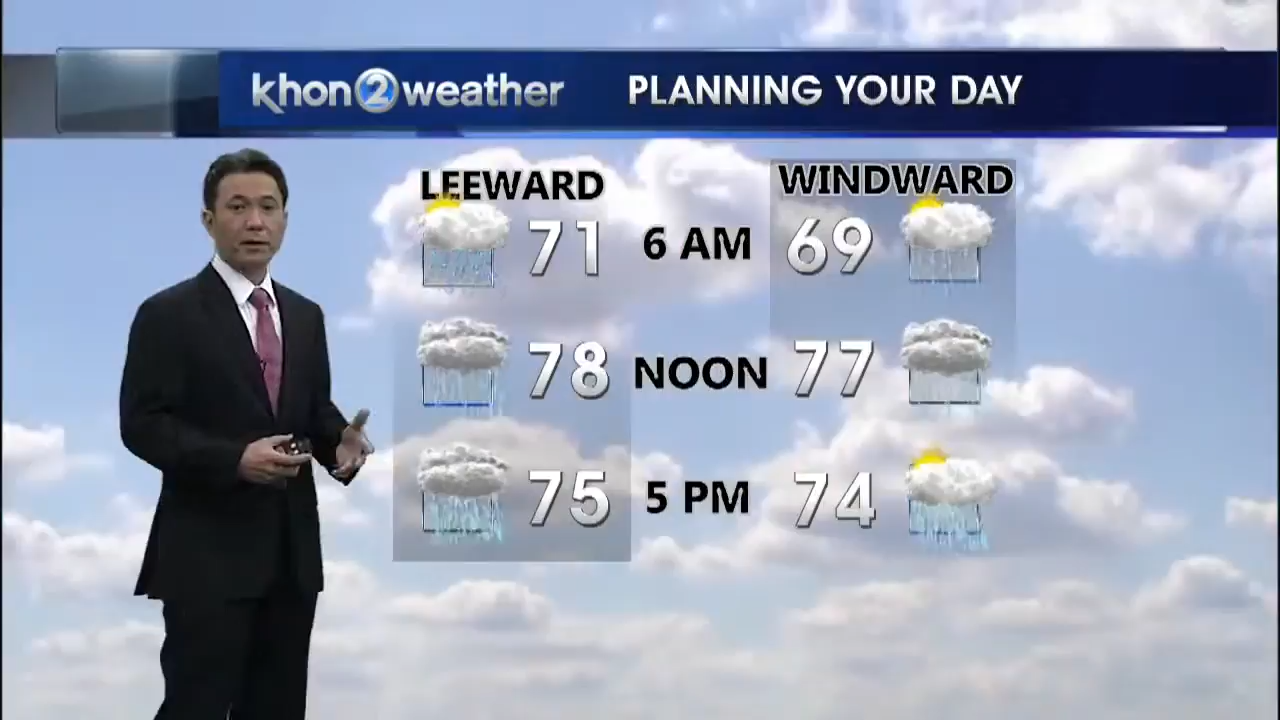 khon2weather PLANNING YOUR DAY
LEEWARD WINDWARD
71 6 AM 69
78 NOON 77
75 5 PM 74